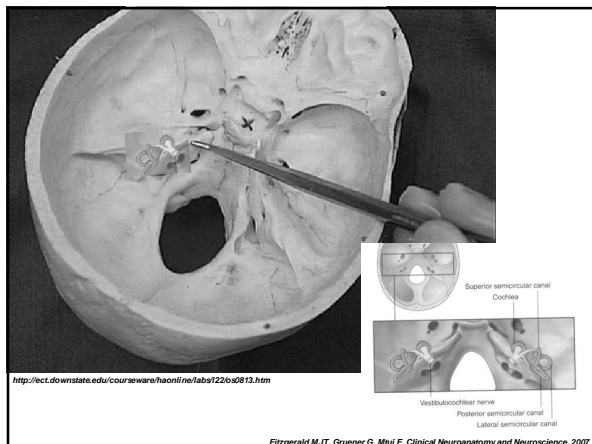 Superior semicircular canal
Cochlea
Vestibulocochlear nerve
Posterior semicircular canal
Lateral semicircular canal
http://ect.downstate.edu/courseware/haonline/labs/l22/os0813.htm
Fitzgerald MJT, Gruener G, Mtui E, Clinical Neuroanatomy and Neuroscience, 2007